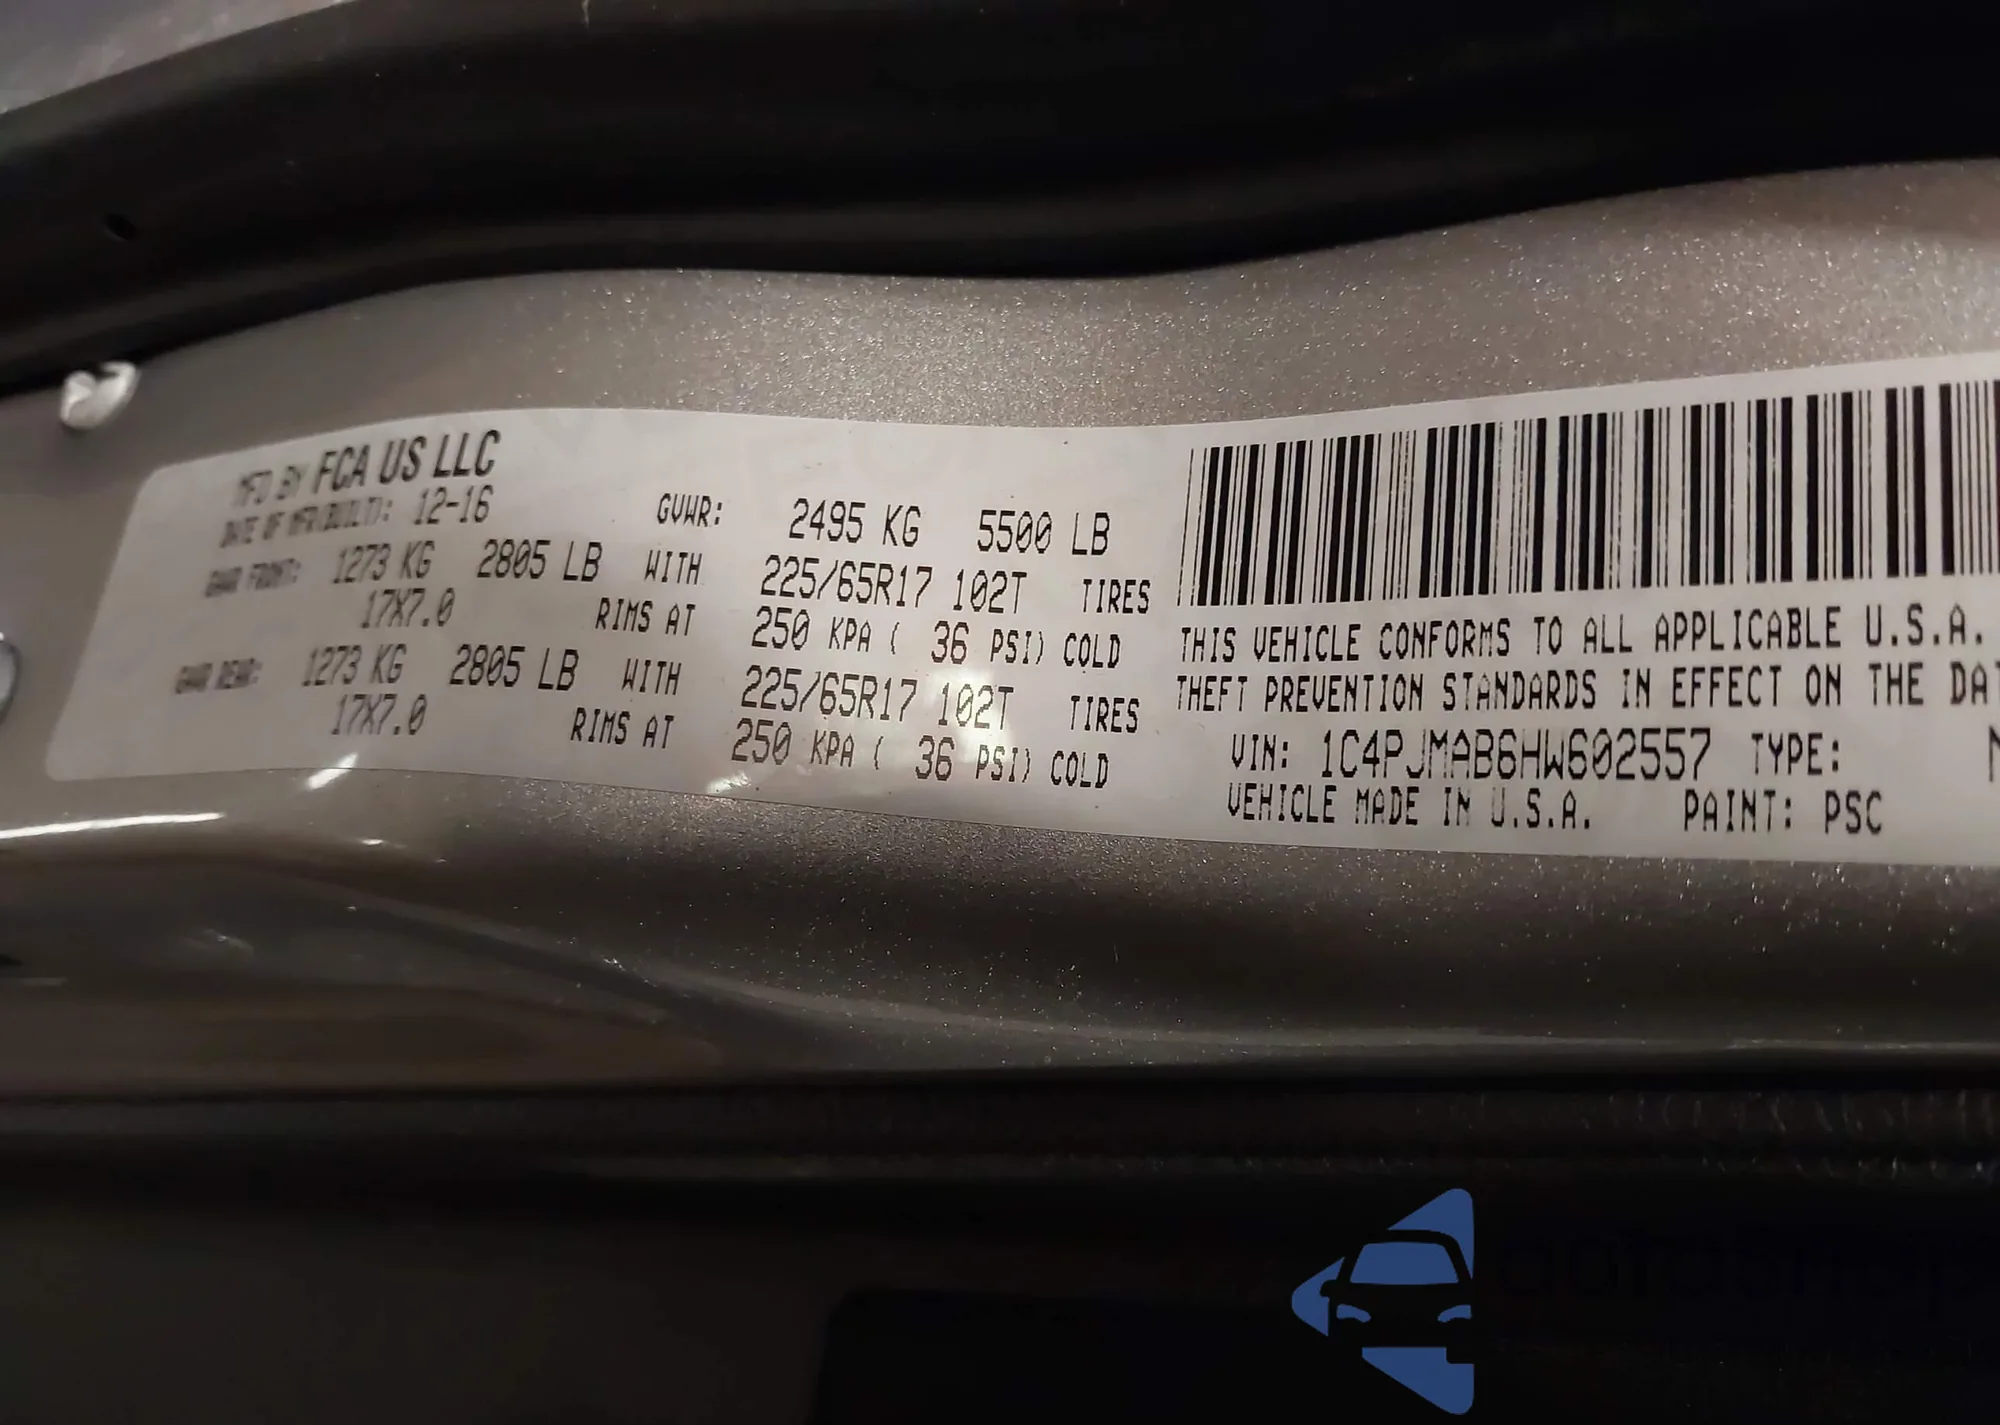 MFD BY FCA US LLC
DATE OF MFR(BUILT): 12-16 GVWR: 2495 KG 5500 LB
GAWR FRONT: 1273 KG 2805 LB WITH 225/65R17 102T TIRES
17X7.0 RIMS AT 250 KPA ( 36 PSI) COLD
GAWR REAR: 1273 KG 2805 LB WITH 225/65R17 102T TIRES
17X7.0 RIMS AT 250 KPA ( 36 PSI) COLD
THIS VEHICLE CONFORMS TO ALL APPLICABLE U.S.A.
THEFT PREVENTION STANDARDS IN EFFECT ON THE DAT
VIN: 1C4PJMAB6HW602557 TYPE:
VEHICLE MADE IN U.S.A. PAINT: PSC